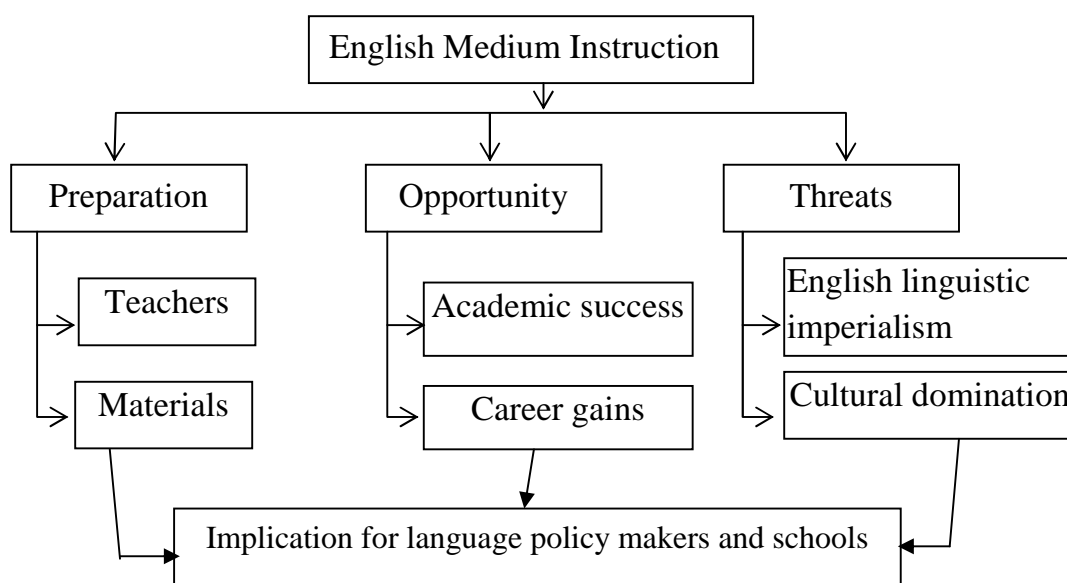 English Medium Instruction
Preparation
Opportunity
Threats
Teachers
Academic success
English linguistic
imperialism
Materials
Career gains
Cultural domination
Implication for language policy makers and schools